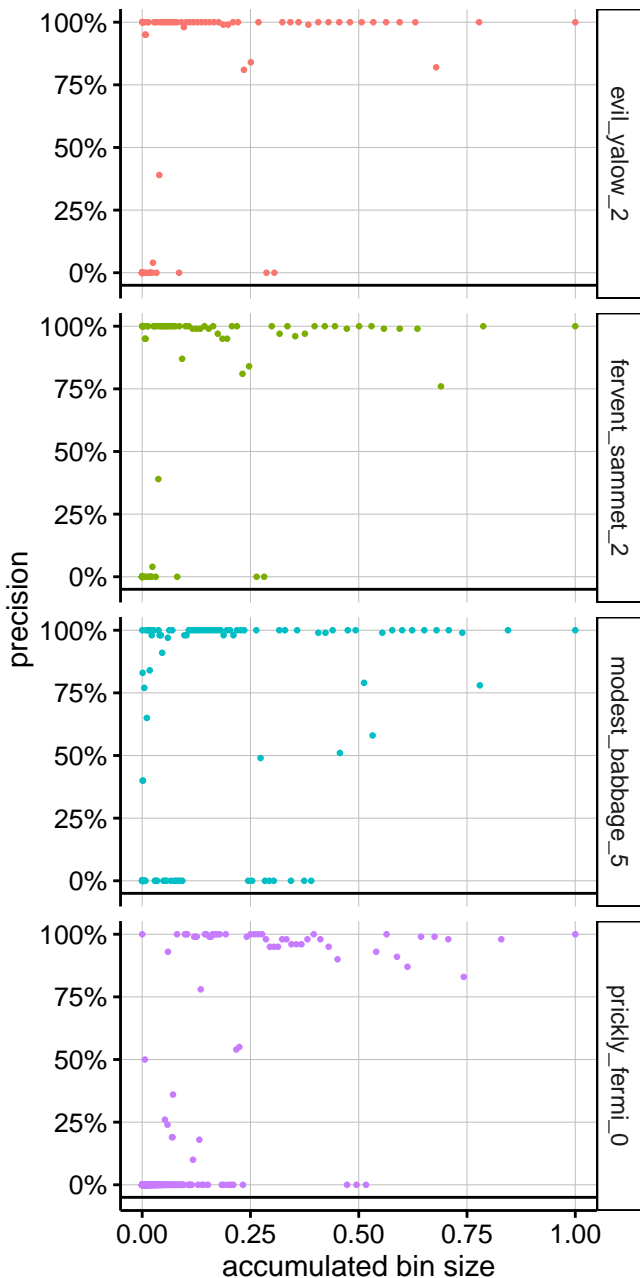 100%
75%
50%
25%
0%
evil_yalow_2
100%
75%
50%
25%
0%
fervent_sammet_2
precision
100%
75%
50%
25%
0%
modest_babbage_5
100%
75%
50%
25%
0%
prickly_fermi_0
0.00 0.25 0.50 0.75 1.00
accumulated bin size